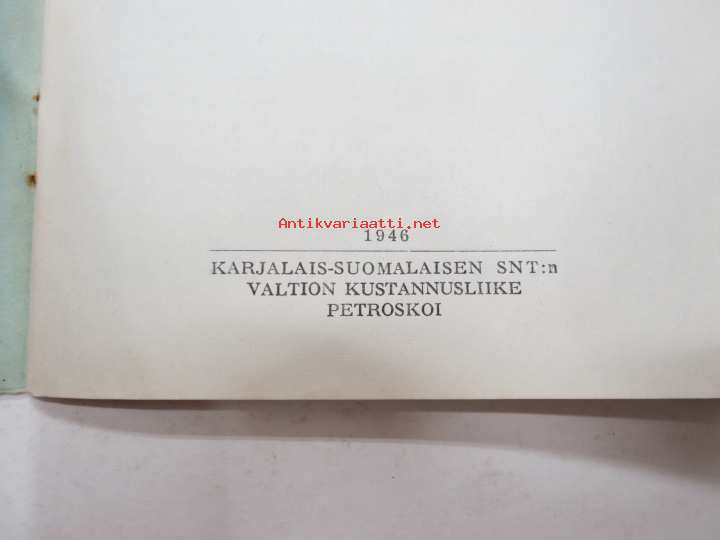 Antikvariaatti.net
1946
KARJALAIS-SUOMALAISEN SNT:n
VALTION KUSTANNUSLIIKE
PETROSKOI